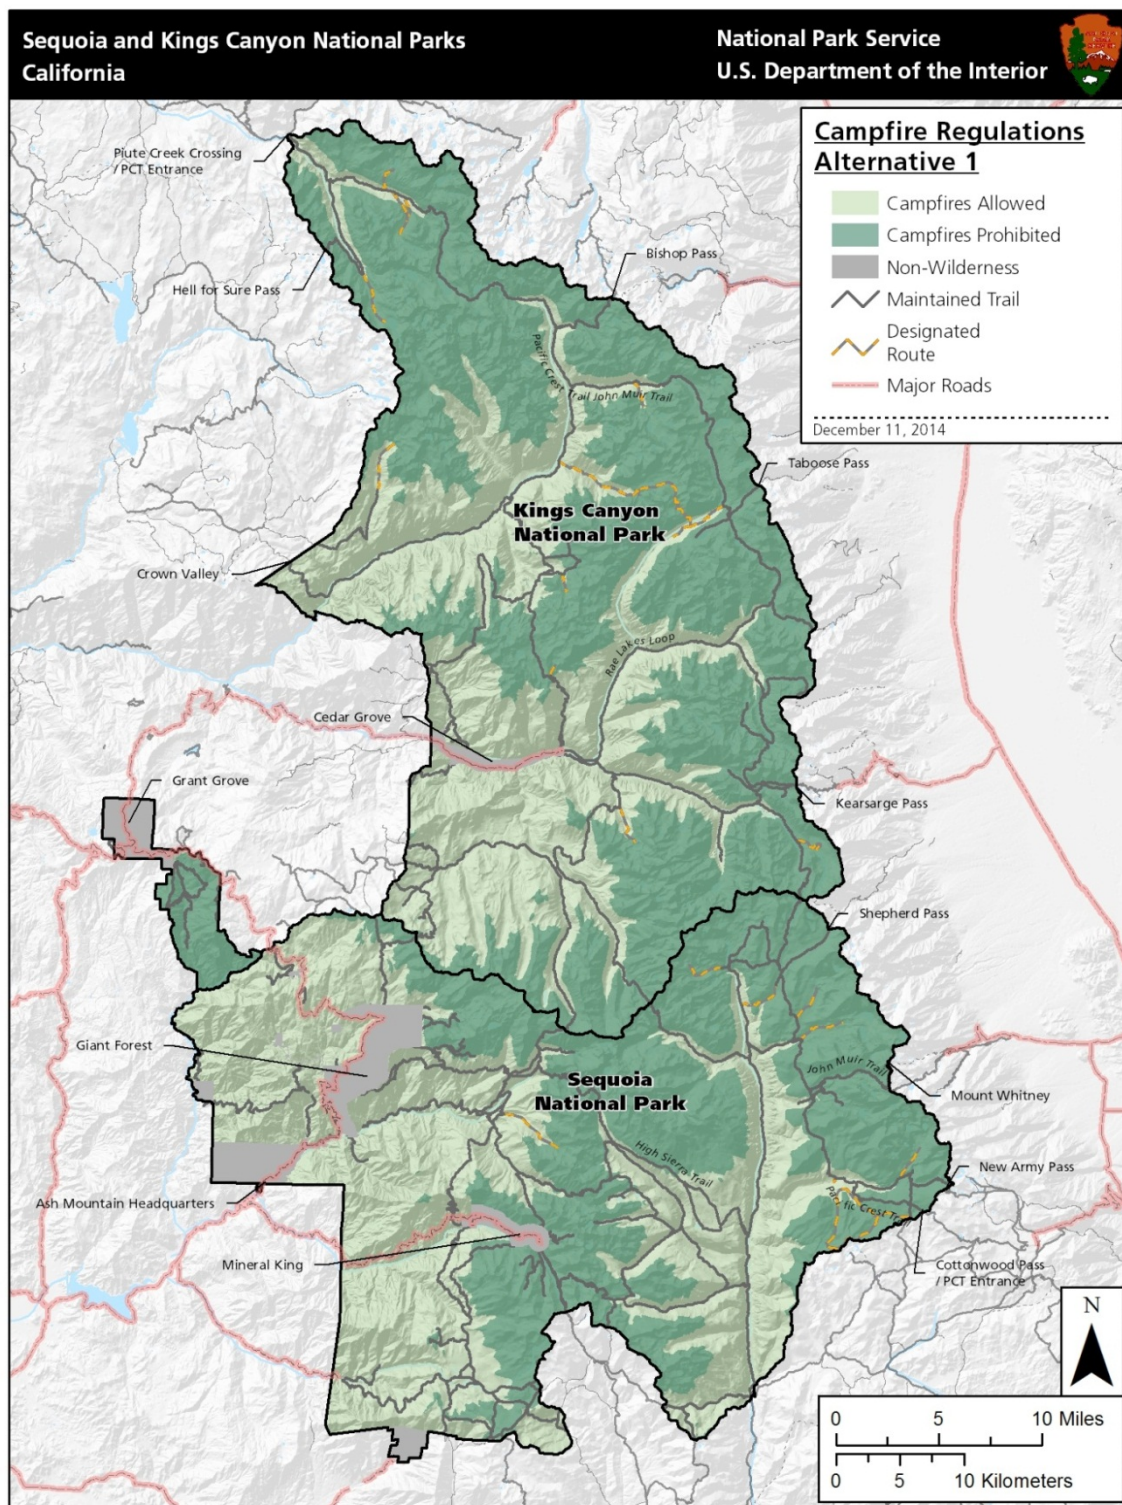 Sequoia and Kings Canyon National Parks
California
National Park Service
U.S. Department of the Interior
Campfire Regulations
Alternative 1
Campfires Allowed
Campfires Prohibited
Non-Wilderness
Maintained Trail
Designated
Route
Major Roads
December 11, 2014
Piute Creek Crossing
/ PCT Entrance
Bishop Pass
Hell for Sure Pass
Pacific Crest Trail
John Muir Trail
Taboose Pass
Kings Canyon
National Park
Crown Valley
Rae Lakes Loop
Cedar Grove
Grant Grove
Kearsarge Pass
Shepherd Pass
Giant Forest
Sequoia
National Park
John Muir Trail
Mount Whitney
High Sierra Trail
New Army Pass
Ash Mountain Headquarters
Pacific Crest Tra
Mineral King
Cottonwood Pass
/ PCT Entrance
N
0 5 10 Miles
0 5 10 Kilometers